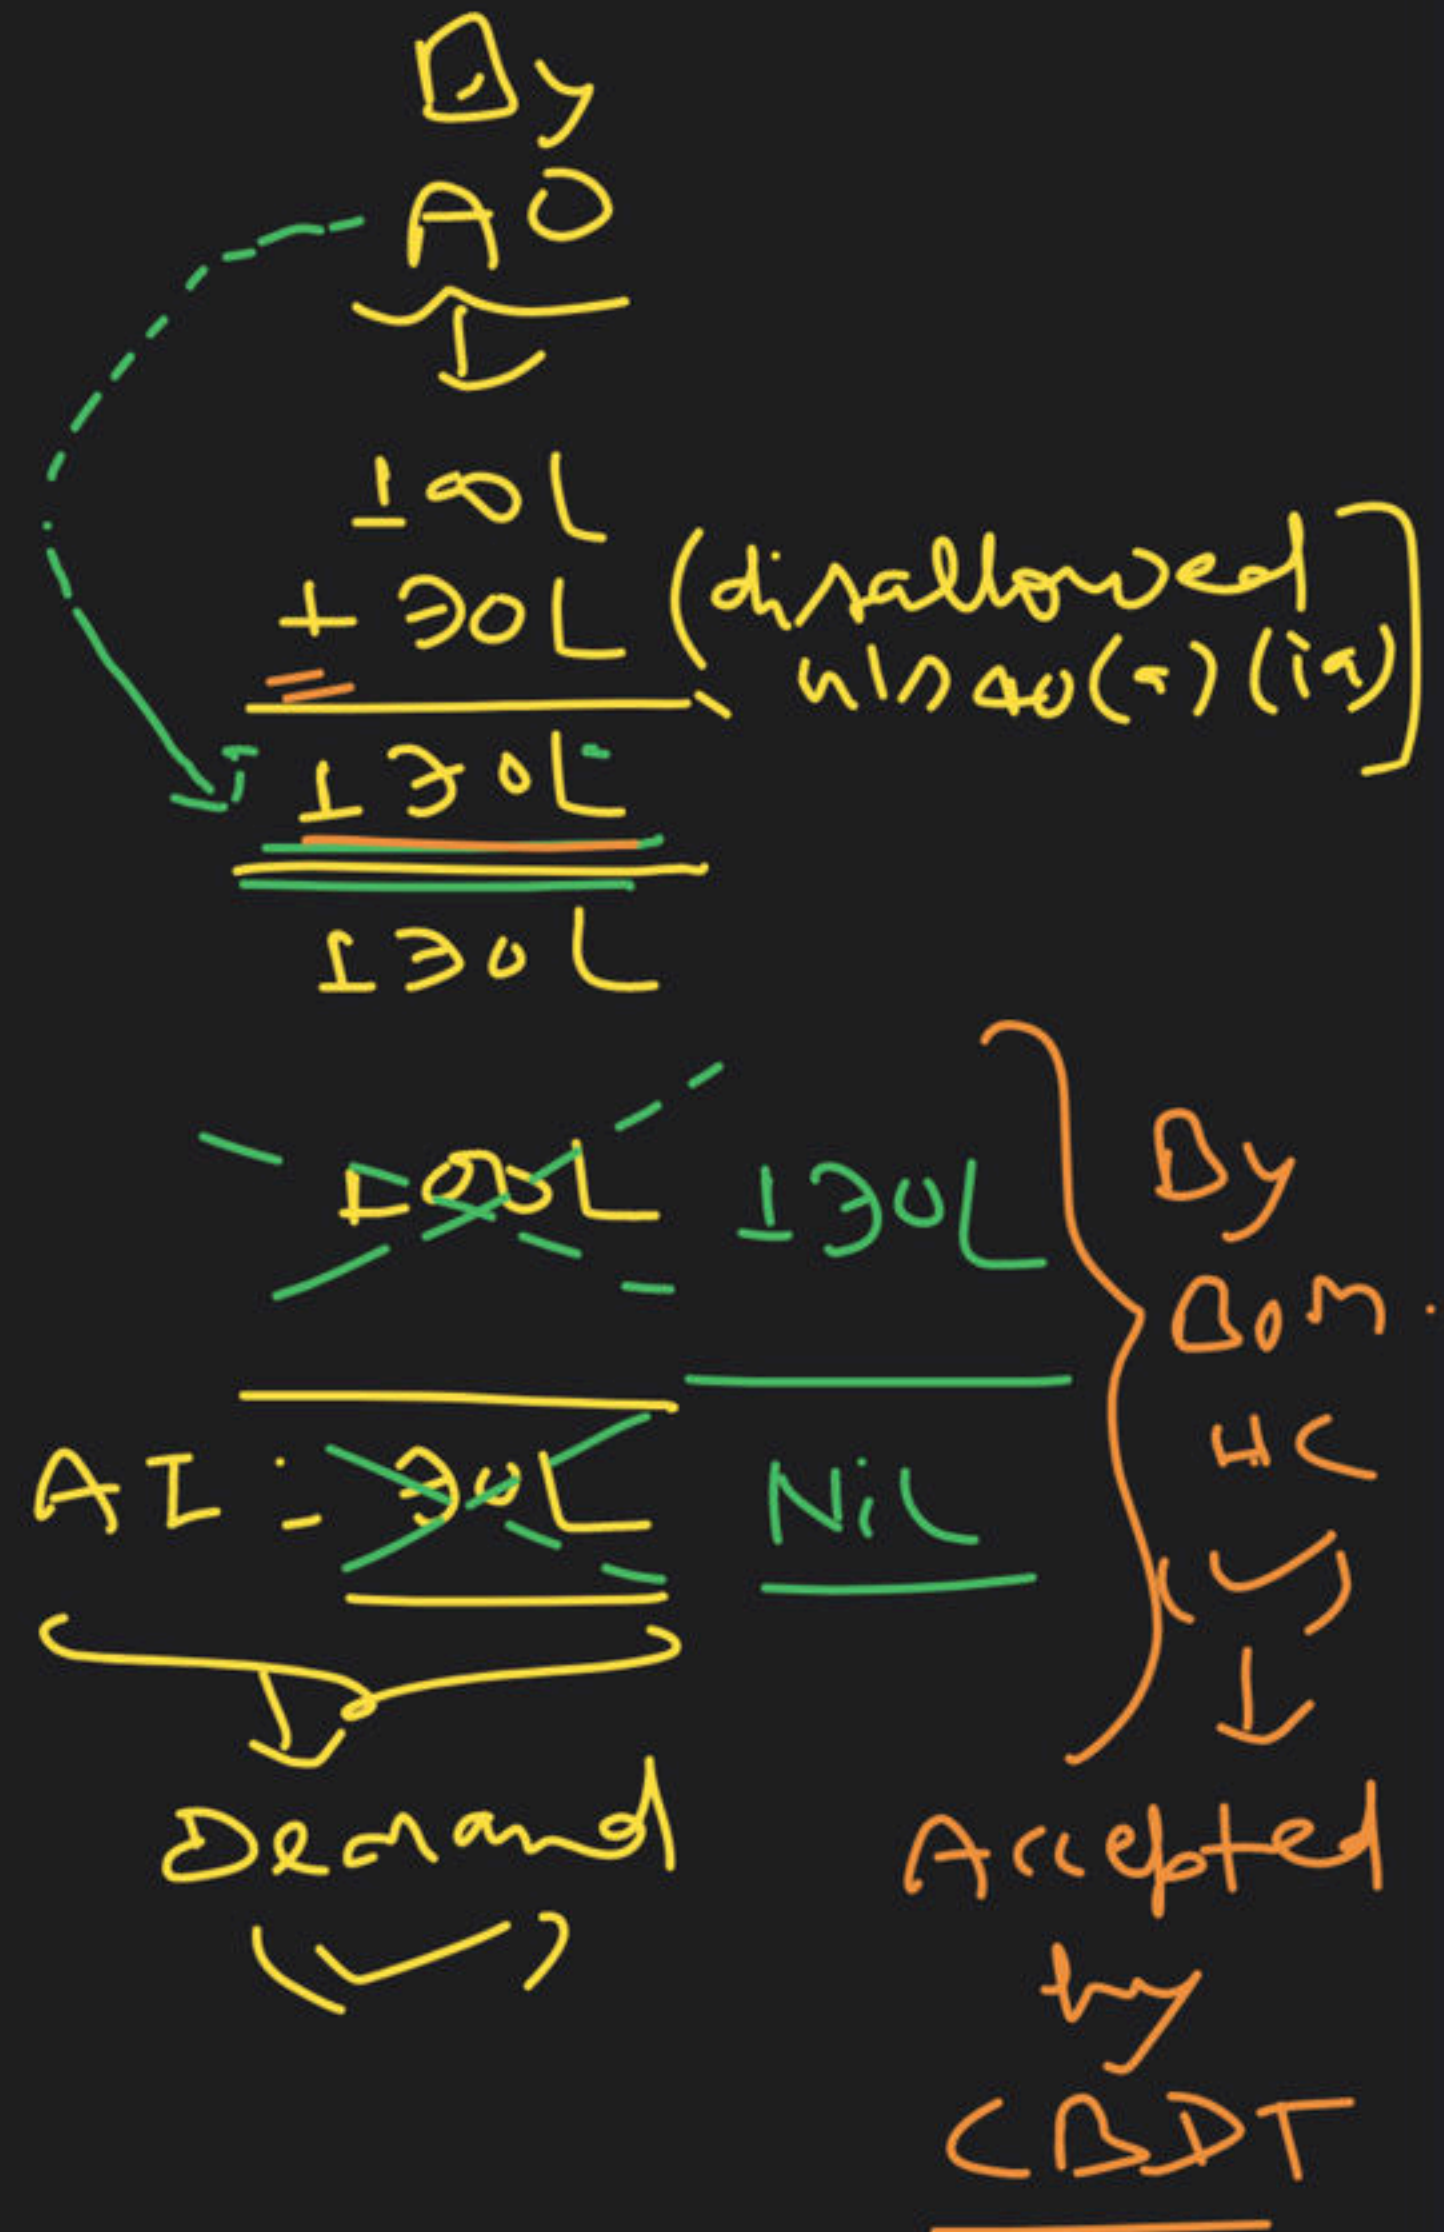 By
AO
100L
+ 30L (disallowed
u/s 40(a)(ia)
130L
130L
100L 130L
AI :- 30L Nil
Demand
By
Bom.
HC
Accepted
by
CBDT